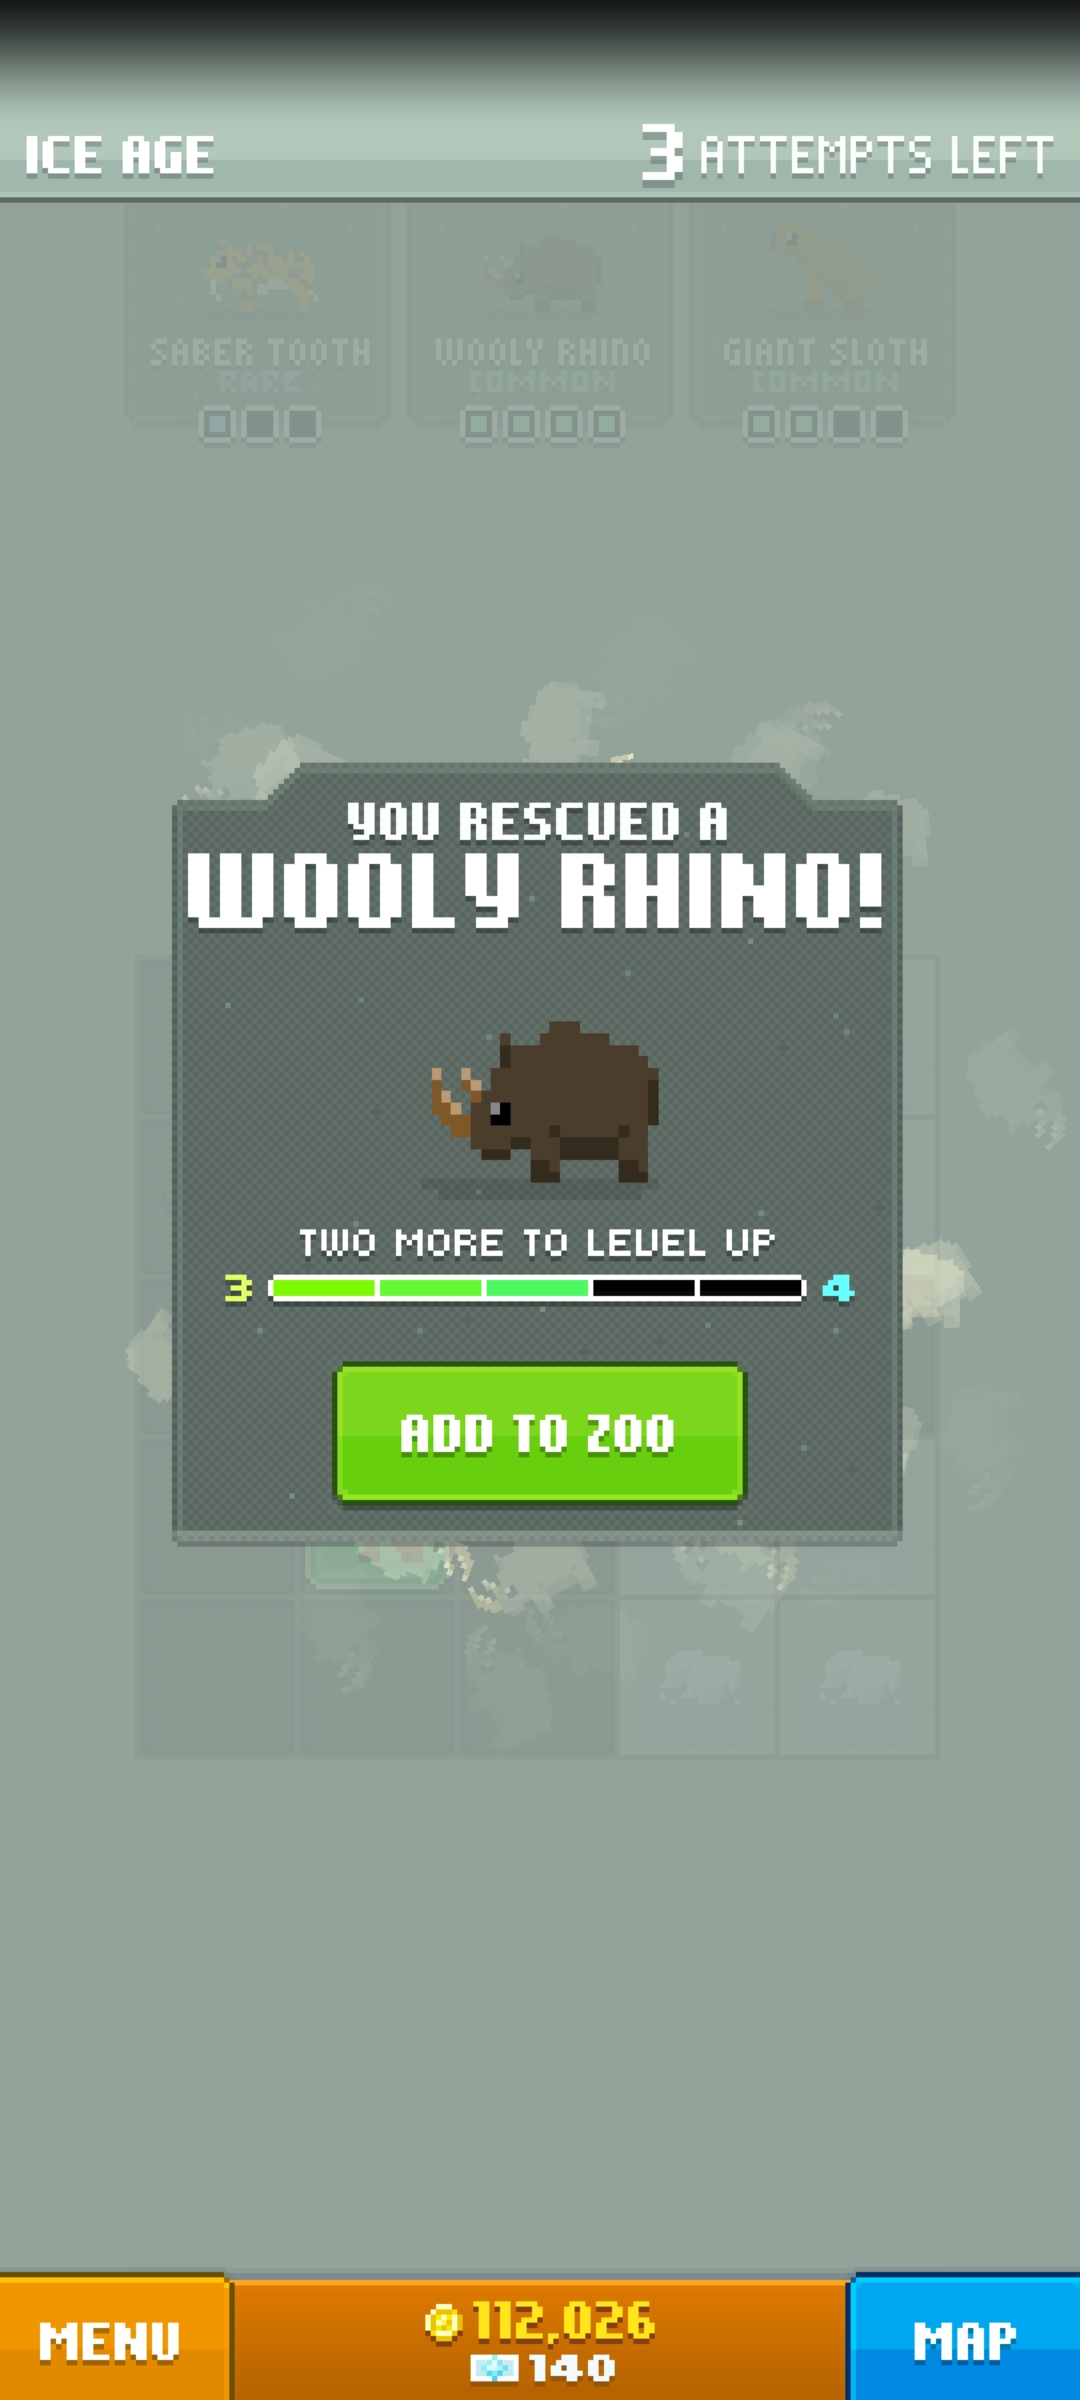 ICE AGE
3 ATTEMPTS LEFT
SABER TOOTH
RARE
WOOLY RHINO
COMMON
GIANT SLOTH
COMMON
YOU RESCUED A
WOOLY RHINO!
TWO MORE TO LEVEL UP
3
4
ADD TO ZOO
MENU
112,026
140
MAP